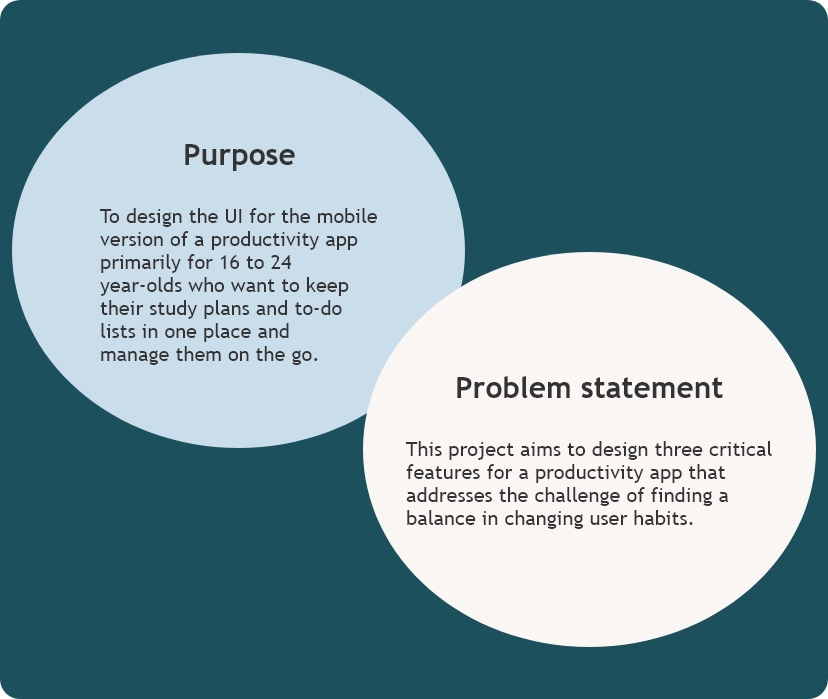 Purpose
To design the UI for the mobile
version of a productivity app
primarily for 16 to 24
year-olds who want to keep
their study plans and to-do
lists in one place and
manage them on the go.
Problem statement
This project aims to design three critical
features for a productivity app that
addresses the challenge of finding a
balance in changing user habits.